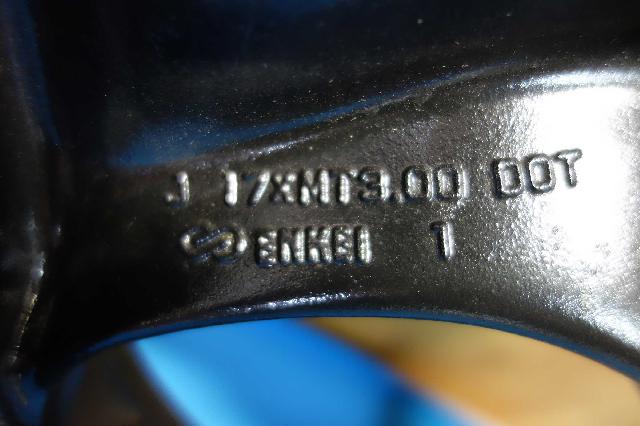 J 17XMT3.00 DOT
ENKEI 1